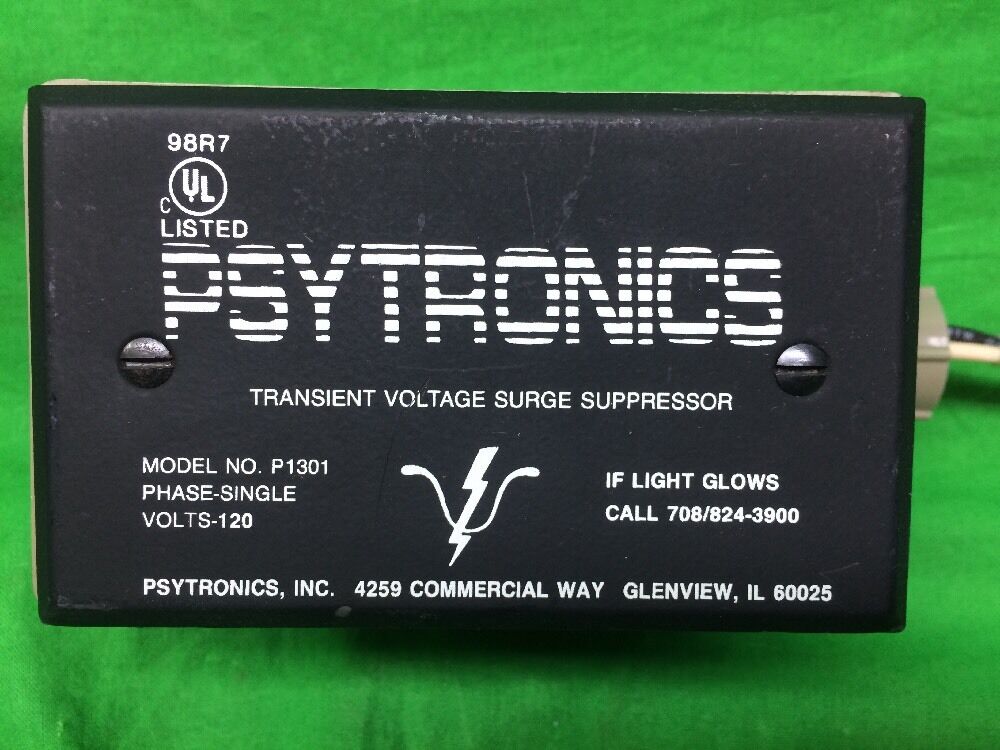 98R7
C UL
LISTED
PSYTRONICS
TRANSIENT VOLTAGE SURGE SUPPRESSOR
MODEL NO. P1301
PHASE-SINGLE
VOLTS-120
IF LIGHT GLOWS
CALL 708/824-3900
PSYTRONICS, INC. 4259 COMMERCIAL WAY GLENVIEW, IL 60025